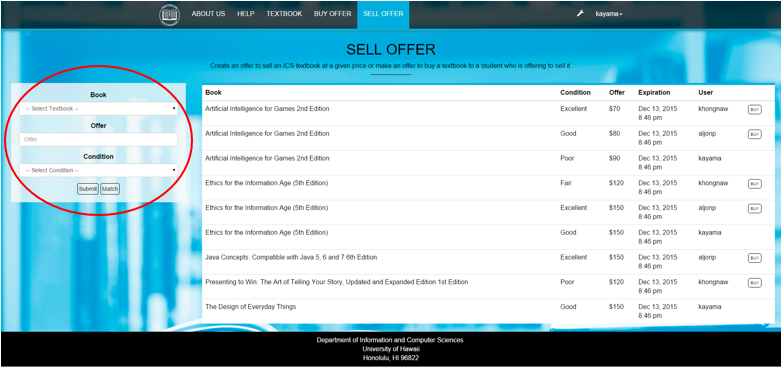 ABOUT US HELP TEXTBOOK BUY OFFER SELL OFFER kayama
SELL OFFER
Create an offer to sell an ICS textbook at a given price or make an offer to buy a textbook to a student who is offering to sell it
Book
-- Select Textbook --
Offer
Offer
Condition
-- Select Condition --
Submit Match
Book Condition Offer Expiration User
Artificial Intelligence for Games 2nd Edition Excellent $70 Dec 13, 2015 khongnaw BUY
8:46 pm
Artificial Intelligence for Games 2nd Edition Good $80 Dec 13, 2015 aljonp BUY
8:46 pm
Artificial Intelligence for Games 2nd Edition Poor $90 Dec 13, 2015 kayama
8:46 pm
Ethics for the Information Age (5th Edition) Fair $120 Dec 13, 2015 khongnaw BUY
8:46 pm
Ethics for the Information Age (5th Edition) Excellent $150 Dec 13, 2015 aljonp BUY
8:46 pm
Ethics for the Information Age (5th Edition) Good $150 Dec 13, 2015 kayama
8:46 pm
Java Concepts: Compatible with Java 5, 6 and 7 6th Edition Excellent $150 Dec 13, 2015 aljonp BUY
8:46 pm
Presenting to Win: The Art of Telling Your Story, Updated and Expanded Edition 1st Edition Poor $120 Dec 13, 2015 khongnaw BUY
8:46 pm
The Design of Everyday Things Good $150 Dec 13, 2015 kayama
8:46 pm
Department of Information and Computer Sciences
University of Hawaii
Honolulu, HI 96822